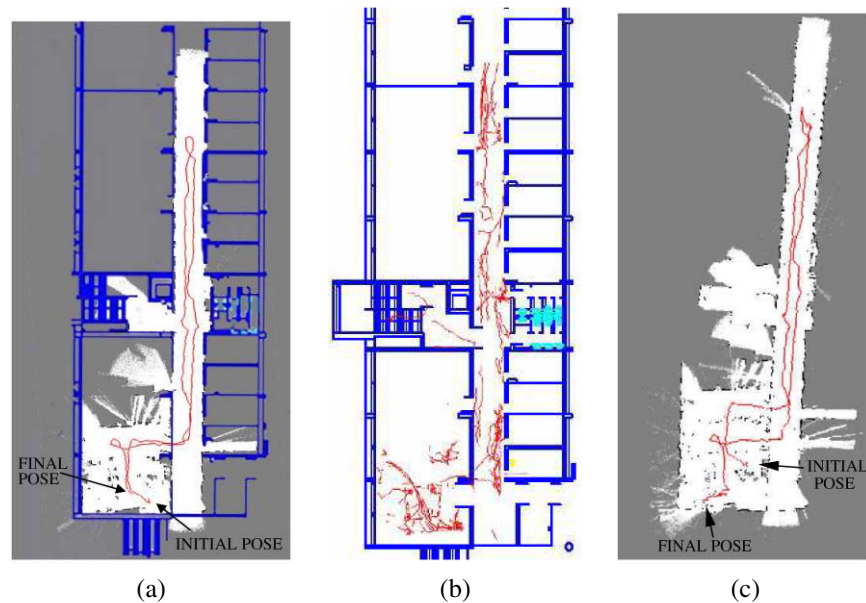 FINAL
POSE
INITIAL POSE
(a)
(b)
INITIAL
POSE
FINAL POSE
(c)